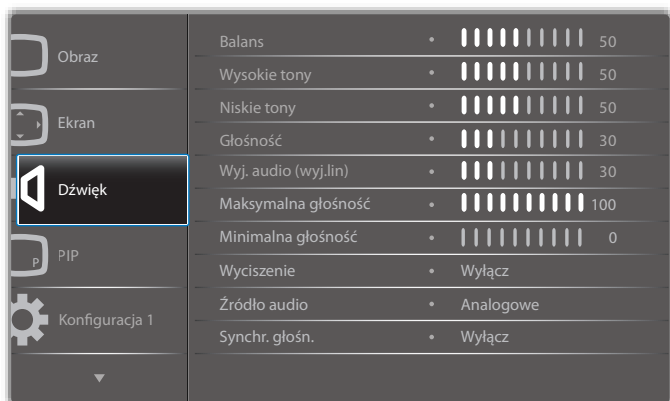 Obraz
Ekran
Dźwięk
P
PIP
Konfiguracja 1
Balans • 50
Wysokie tony • 50
Niskie tony • 50
Głośność • 30
Wyj. audio (wyj.lin) • 30
Maksymalna głośność • 100
Minimalna głośność • 0
Wyciszenie • Wyłącz
Źródło audio • Analogowe
Synchr. głośn. • Wyłącz